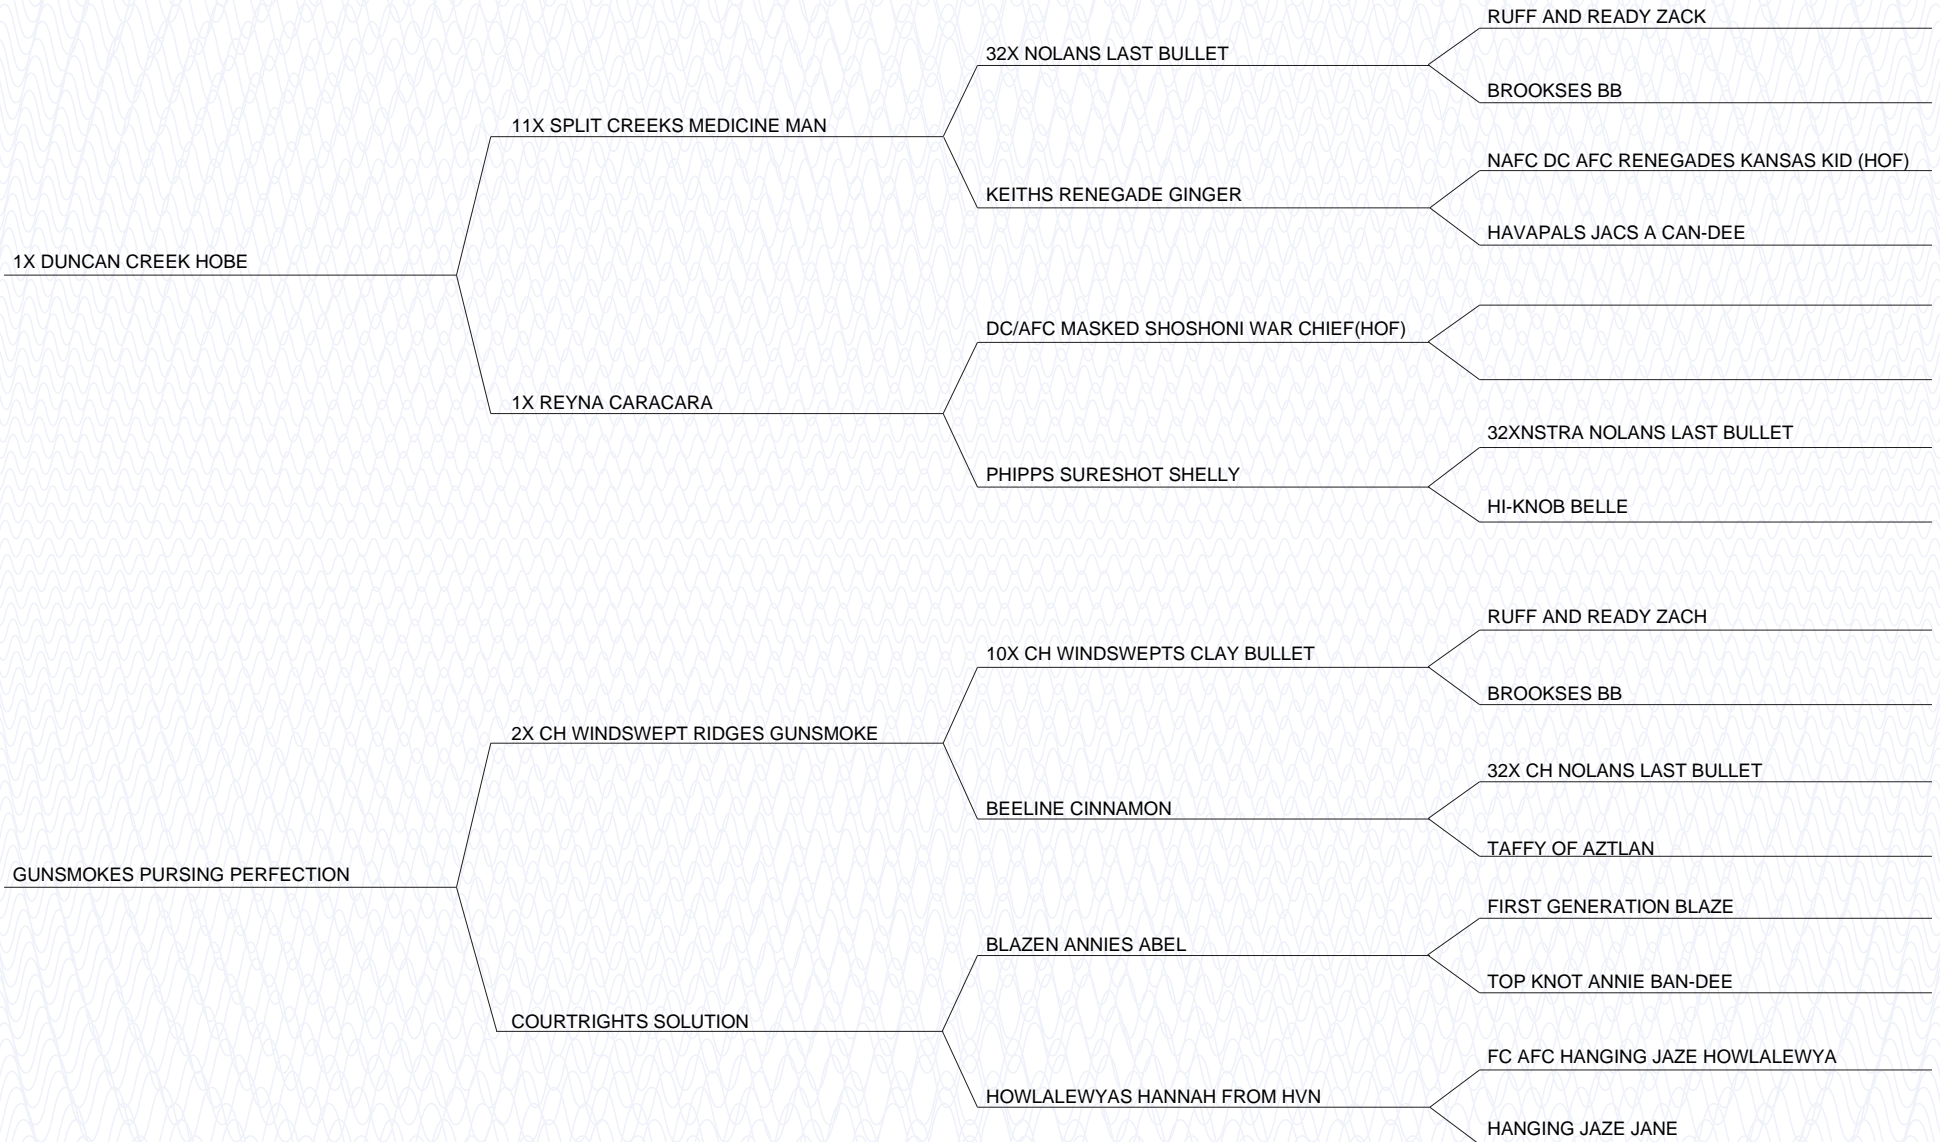 RUFF AND READY ZACK
32X NOLANS LAST BULLET
BROOKSES BB
11X SPLIT CREEKS MEDICINE MAN
NAFC DC AFC RENEGADES KANSAS KID (HOF)
KEITHS RENEGADE GINGER
HAVAPALS JACS A CAN-DEE
1X DUNCAN CREEK HOBE
DC/AFC MASKED SHOSHONI WAR CHIEF(HOF)
1X REYNA CARACARA
32XNSTRA NOLANS LAST BULLET
PHIPPS SURESHOT SHELLY
HI-KNOB BELLE
RUFF AND READY ZACH
10X CH WINDSWEPTS CLAY BULLET
BROOKSES BB
2X CH WINDSWEPT RIDGES GUNSMOKE
32X CH NOLANS LAST BULLET
BEELINE CINNAMON
TAFFY OF AZTLAN
GUNSMOKES PURSING PERFECTION
FIRST GENERATION BLAZE
BLAZEN ANNIES ABEL
TOP KNOT ANNIE BAN-DEE
COURTRIGHTS SOLUTION
FC AFC HANGING JAZE HOWLALEWYA
HOWLALEWYAS HANNAH FROM HVN
HANGING JAZE JANE